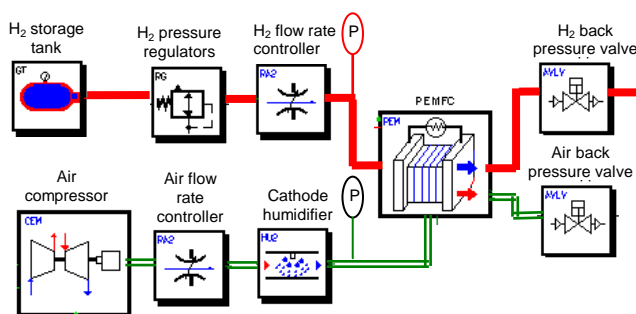 H₂ storage
tank
H₂ pressure
regulators
H₂ flow rate
controller
P
H₂ back
pressure valve
GT
RG
RA2
PEMFC
PEM
AVLV
Air
compressor
Air flow
rate
controller
Cathode
humidifier
P
Air back
pressure valve
CEM
RA2
HU2
AVLV